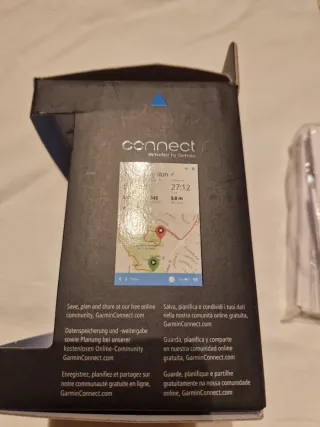 connect
Run
27:12
Save, plan and share at our free online
community, GarminConnect.com
Datenspeicherung und -weitergabe
sowie Planung bei unserer
kostenlosen Online-Community
GarminConnect.com
Enregistrez, planifiez et partagez sur
notre communauté gratuite en ligne,
GarminConnect.com
Salva, pianifica e condividi i tuoi dati
nella nostra comunità online gratuita,
GarminConnect.com
Guarda, planifica y comparte
en nuestra comunidad online
gratuita, GarminConnect.com
Guarde, planifique e partilhe
gratuitamente na nossa comunidade
online, GarminConnect.com